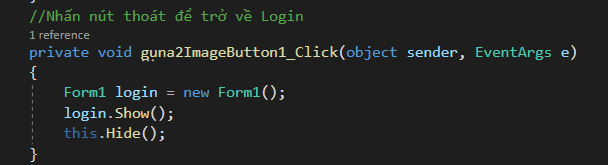 //Nhấn nút thoát để trở về Login
1 reference
private void guna2ImageButton1_Click(object sender, EventArgs e)
{
Form1 login = new Form1();
login.Show();
this.Hide();
}